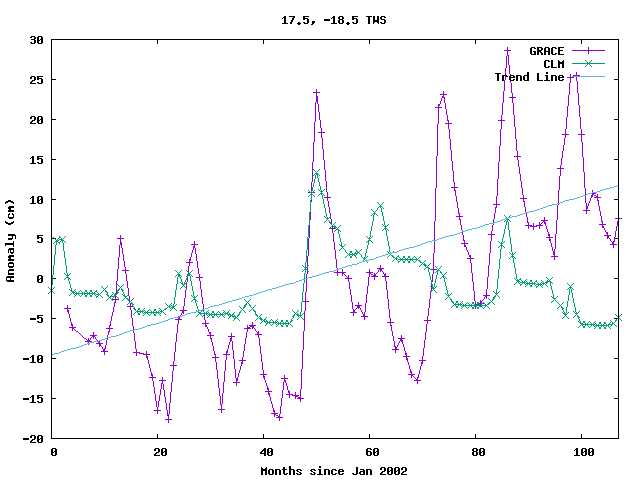 17.5, -18.5 TWS
GRACE
CLM
Trend Line
30
25
20
15
10
5
0
-5
-10
-15
-20
Anomaly (cm)
0 20 40 60 80 100
Months since Jan 2002